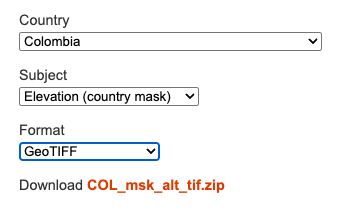 Country
Colombia
Subject
Elevation (country mask)
Format
GeoTIFF
Download COL_msk_alt_tif.zip